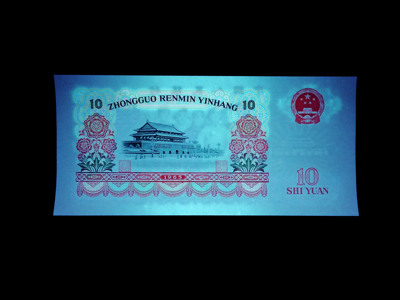 10 ZHONGGUO RENMIN YINHANG 10
1965
10
SHI YUAN